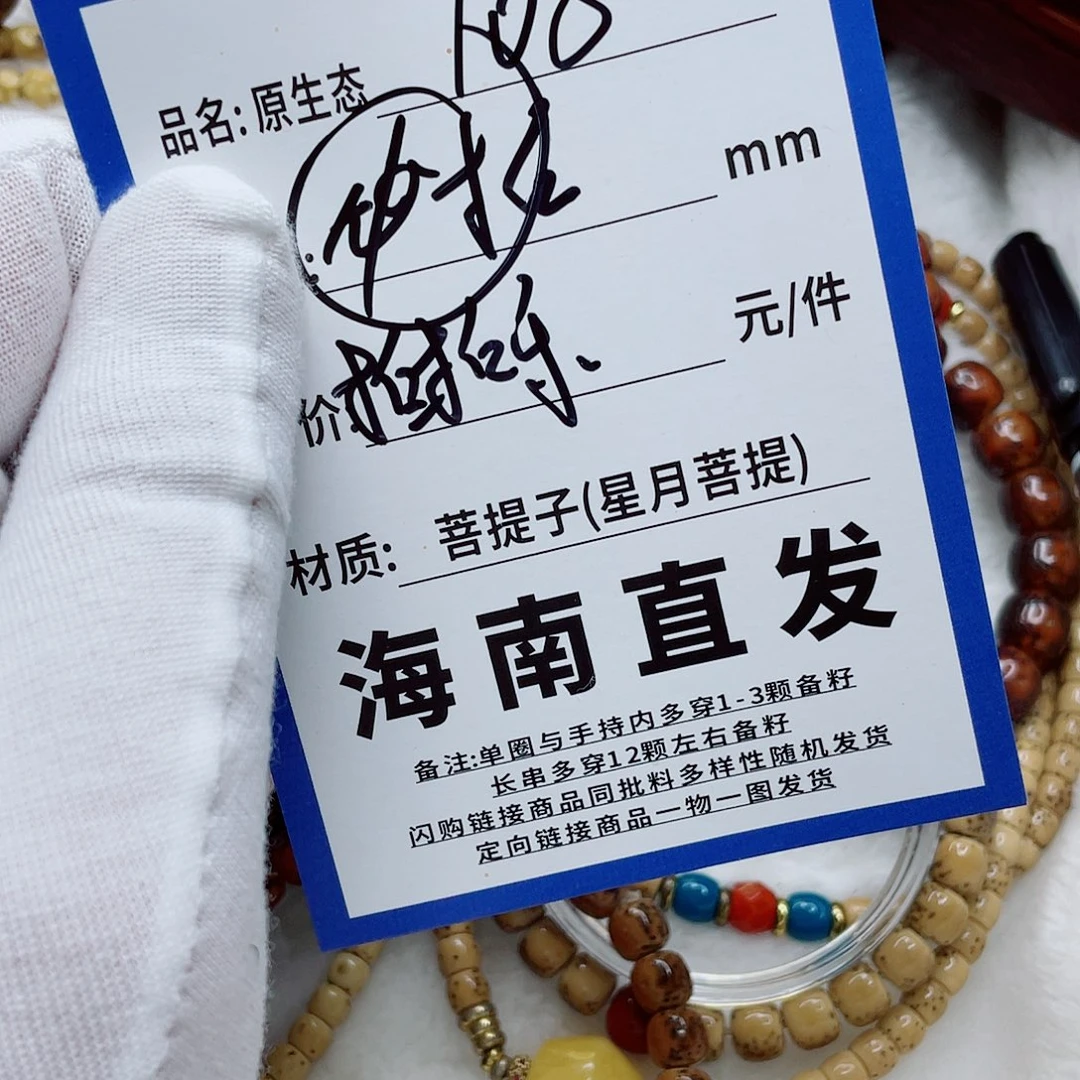 品名:原生态 108
mm
元/件
价:
材质: 菩提子(星月菩提)
海南直发
备注:单圈与手持内多穿1-3颗备籽
长串多穿12颗左右备籽
闪购链接商品同批料多样性随机发货
定向链接商品一物一图发货